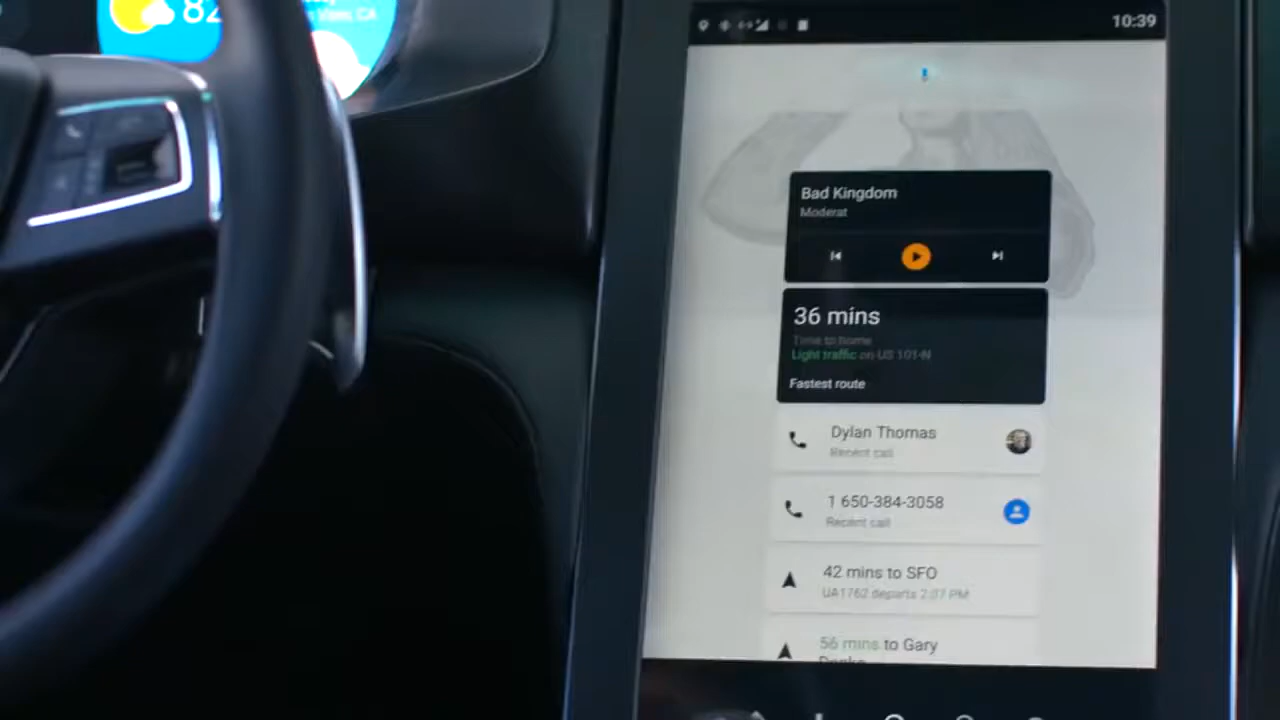 82
10:39
Bad Kingdom
Moderat
36 mins
Time to home
Light traffic on US 101-N
Fastest route
Dylan Thomas
Recent call
1 650-384-3058
Recent call
42 mins to SFO
UA1762 departs 2:07 PM
56 mins to Gary